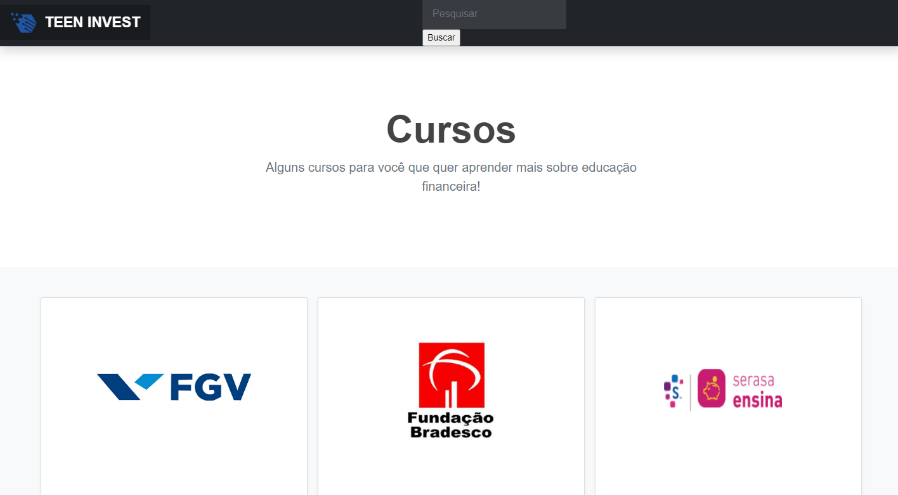 TEEN INVEST
Pesquisar
Buscar
Cursos
Alguns cursos para você que quer aprender mais sobre educação
financeira!
FGV
Fundação
Bradesco
S
serasa
ensina